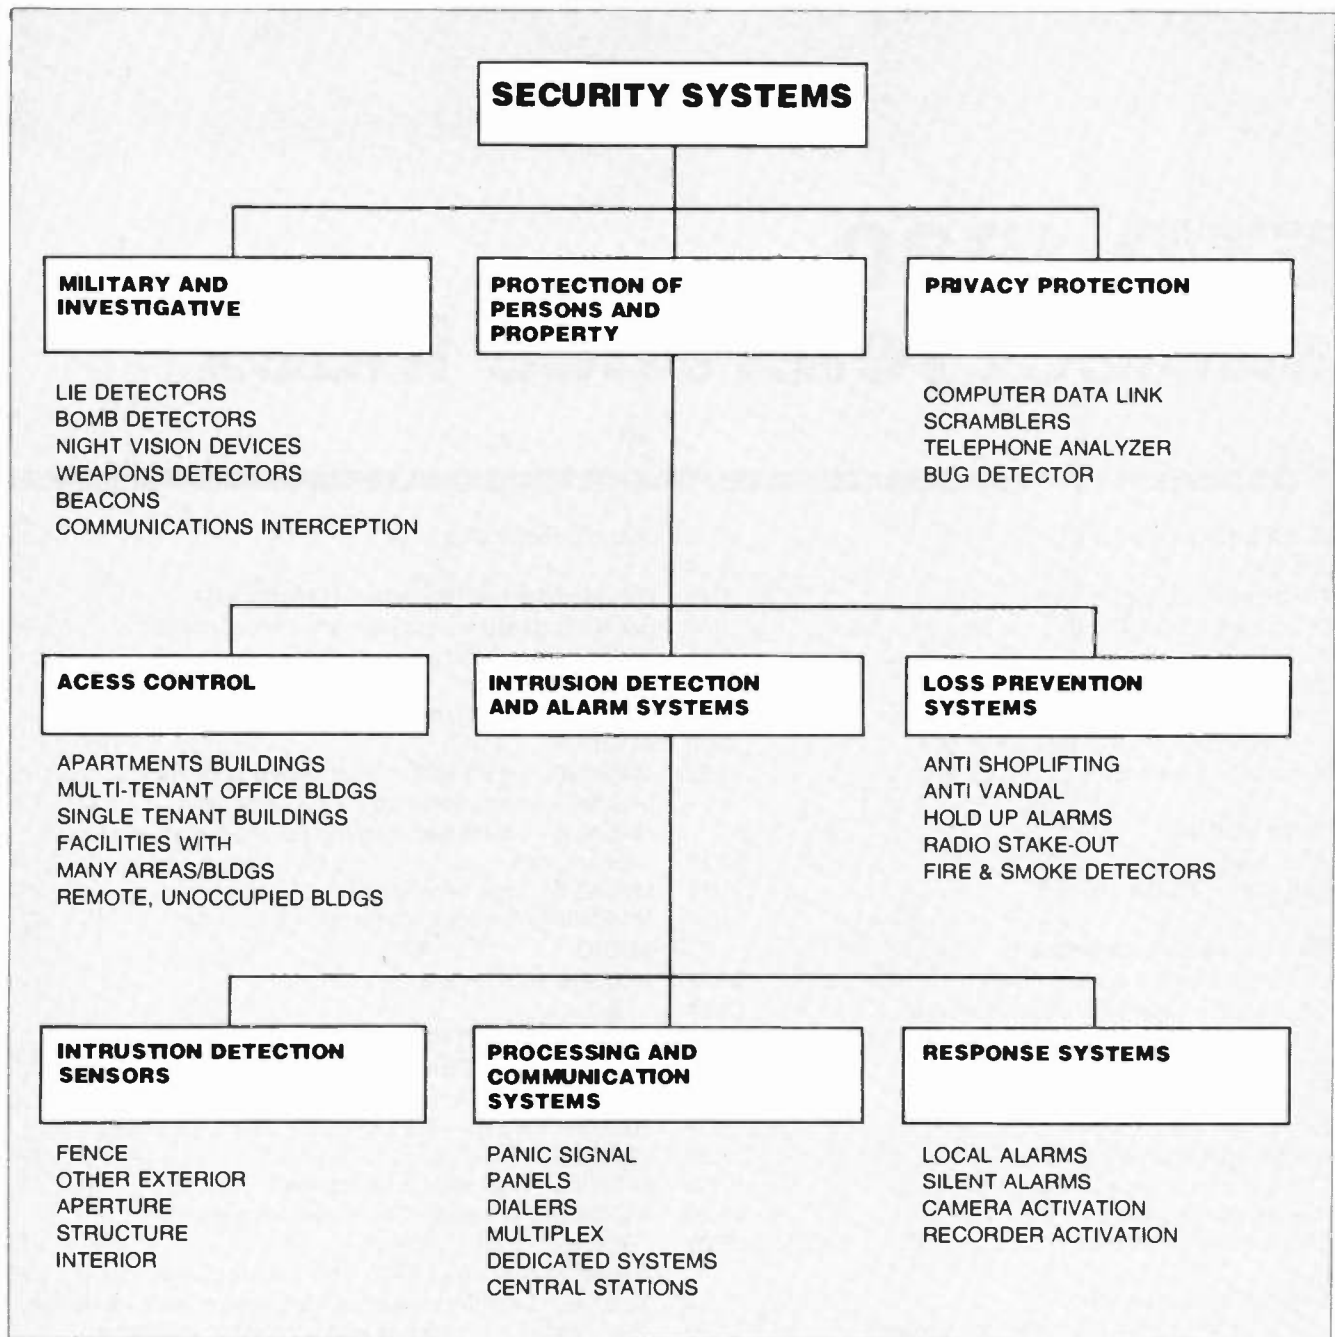 SECURITY SYSTEMS
MILITARY AND
INVESTIGATIVE
LIE DETECTORS
BOMB DETECTORS
NIGHT VISION DEVICES
WEAPONS DETECTORS
BEACONS
COMMUNICATIONS INTERCEPTION
PROTECTION OF
PERSONS AND
PROPERTY
PRIVACY PROTECTION
COMPUTER DATA LINK
SCRAMBLERS
TELEPHONE ANALYZER
BUG DETECTOR
ACESS CONTROL
APARTMENTS BUILDINGS
MULTI-TENANT OFFICE BLDGS
SINGLE TENANT BUILDINGS
FACILITIES WITH
MANY AREAS/BLDGS
REMOTE, UNOCCUPIED BLDGS
INTRUSION DETECTION
AND ALARM SYSTEMS
LOSS PREVENTION
SYSTEMS
ANTI SHOPLIFTING
ANTI VANDAL
HOLD UP ALARMS
RADIO STAKE-OUT
FIRE & SMOKE DETECTORS
INTRUSTION DETECTION
SENSORS
FENCE
OTHER EXTERIOR
APERTURE
STRUCTURE
INTERIOR
PROCESSING AND
COMMUNICATION
SYSTEMS
PANIC SIGNAL
PANELS
DIALERS
MULTIPLEX
DEDICATED SYSTEMS
CENTRAL STATIONS
RESPONSE SYSTEMS
LOCAL ALARMS
SILENT ALARMS
CAMERA ACTIVATION
RECORDER ACTIVATION